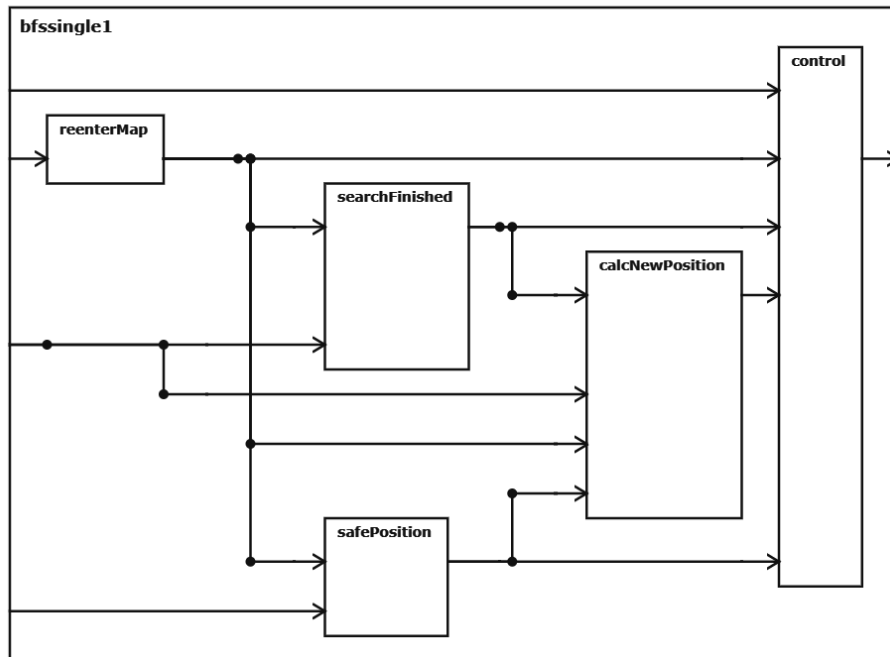 bfssingle1
control
reenterMap
searchFinished
calcNewPosition
safePosition